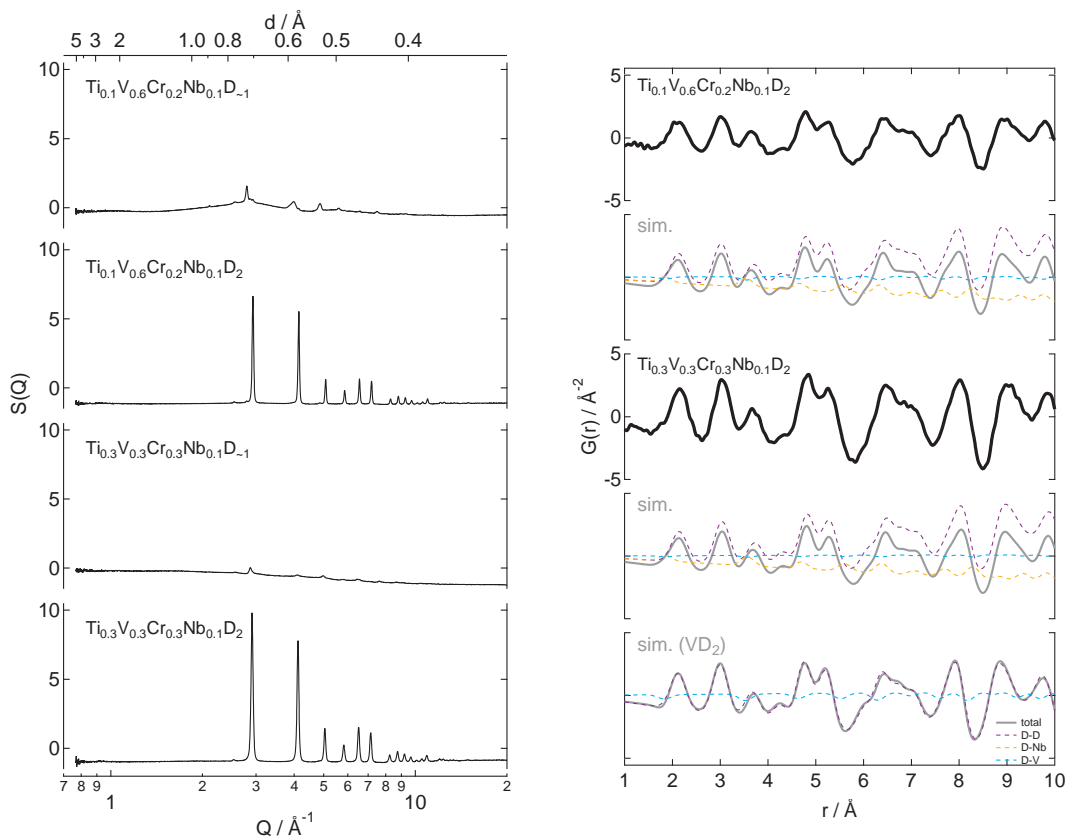 d / Å
5 3 2 1.0 0.8 0.6 0.5 0.4
10
Ti0.1V0.6Cr0.2Nb0.1D~1
5
0
10
Ti0.1V0.6Cr0.2Nb0.1D2
5
0
S(Q)
10
Ti0.3V0.3Cr0.3Nb0.1D~1
5
0
10
Ti0.3V0.3Cr0.3Nb0.1D2
5
0
7 8 9 2 3 4 5 6 7 8 9 2
1 10
Q / Å-1
5
Ti0.1V0.6Cr0.2Nb0.1D2
0
-5
sim.
5
Ti0.3V0.3Cr0.3Nb0.1D2
0
-5
G(r) / Å-2
sim.
sim. (VD2)
total
D-D
D-Nb
D-V
1 2 3 4 5 6 7 8 9 10
r / Å